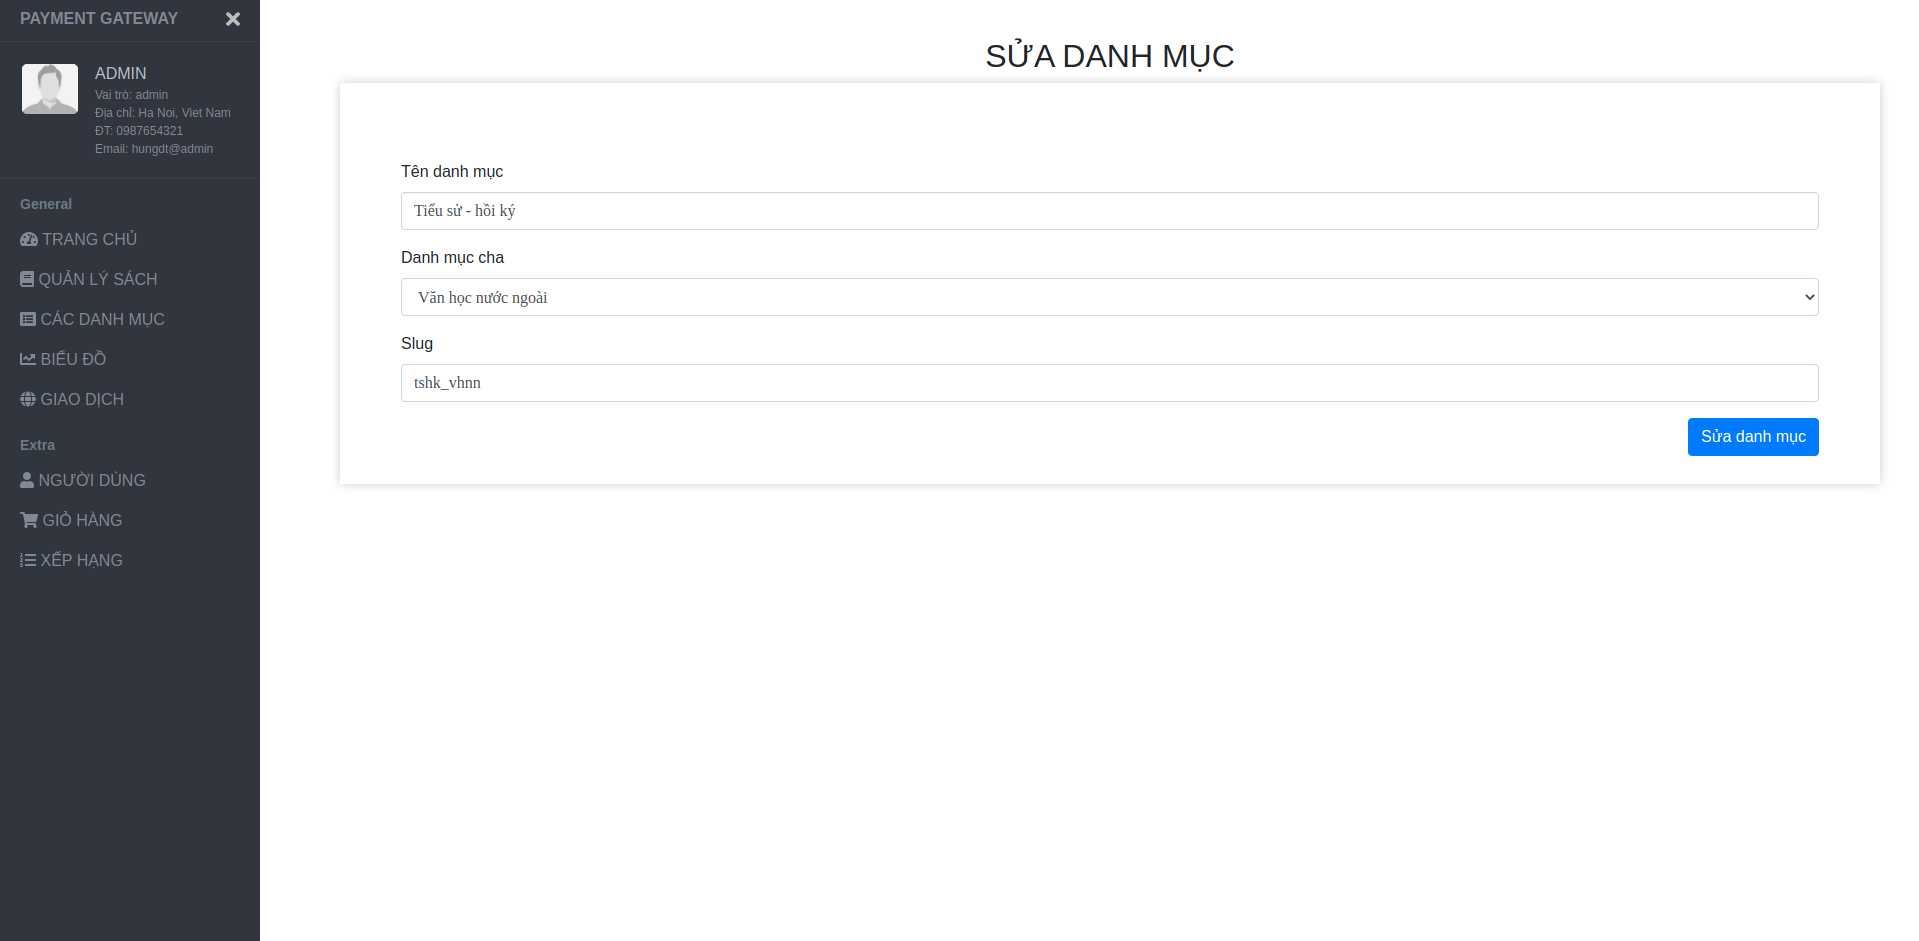 PAYMENT GATEWAY
ADMIN
Vai trò: admin
Địa chỉ: Ha Noi, Viet Nam
ĐT: 0987654321
Email: hungdt@admin
General
TRANG CHỦ
QUẢN LÝ SÁCH
CÁC DANH MỤC
BIỂU ĐỒ
GIAO DỊCH
Extra
NGƯỜI DÙNG
GIỎ HÀNG
XẾP HẠNG
SỬA DANH MỤC
Tên danh mục
Tiểu sử - hồi ký
Danh mục cha
Văn học nước ngoài
Slug
tshk_vhnn
Sửa danh mục